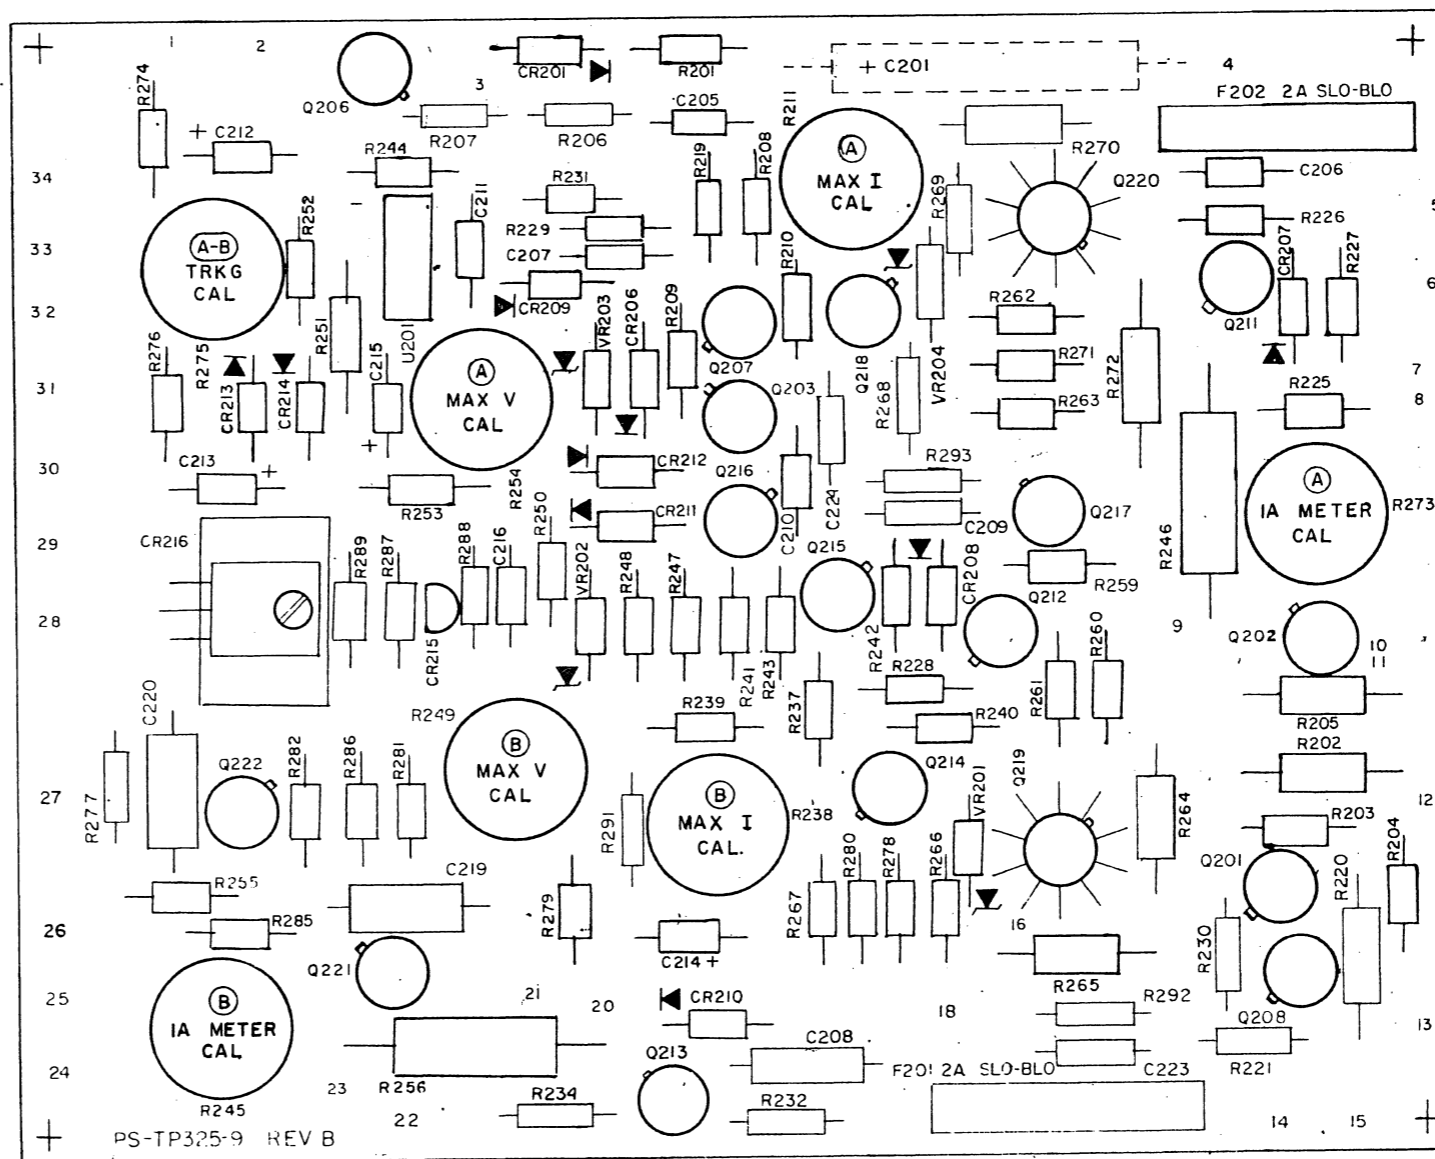 1
2
3
4
CR201
R201
+ C201
F202 2A SLO-BLO
R274
Q206
R207
R206
C205
R211
+
C212
R244
R219
R208
A
MAX I
CAL
R269
R270
Q220
C206
34
R231
C211
R229
C207
R226
5
R252
A-B
TRKG
CAL
33
CR209
R210
CR207
R227
6
32
R251
U201
VR203
CR206
R209
Q207
Q218
VR204
R262
Q211
R276
R275
CR213
CR214
C215
+
31
A
MAX V
CAL
Q203
R268
R271
R263
R272
R225
7
8
30
C213
+
R253
R254
CR212
Q216
C210
C224
R293
C209
Q217
A
1A METER
CAL
R273
R250
CR211
29
CR216
R289
R287
R288
C216
VR202
R248
R247
Q215
CR208
R259
R246
28
CR215
R241
R243
R242
Q212
R260
9
Q202
10
11
R228
R261
C220
R249
R239
R237
R240
R205
R202
Q222
R282
R286
R281
B
MAX V
CAL
R291
B
MAX I
CAL.
R238
Q214
VR201
Q219
R264
27
R277
12
R203
R204
R280
R278
R266
R267
Q201
R220
R255
C219
R279
26
R285
C214 +
16
R230
Q221
R265
25
B
1A METER
CAL
21
20
CR210
18
R292
Q208
13
R221
24
Q213
C208
F201 2A SLO-BLO
C223
23
R256
R245
22
R234
R232
14
15
PS-TP325-9 REV B